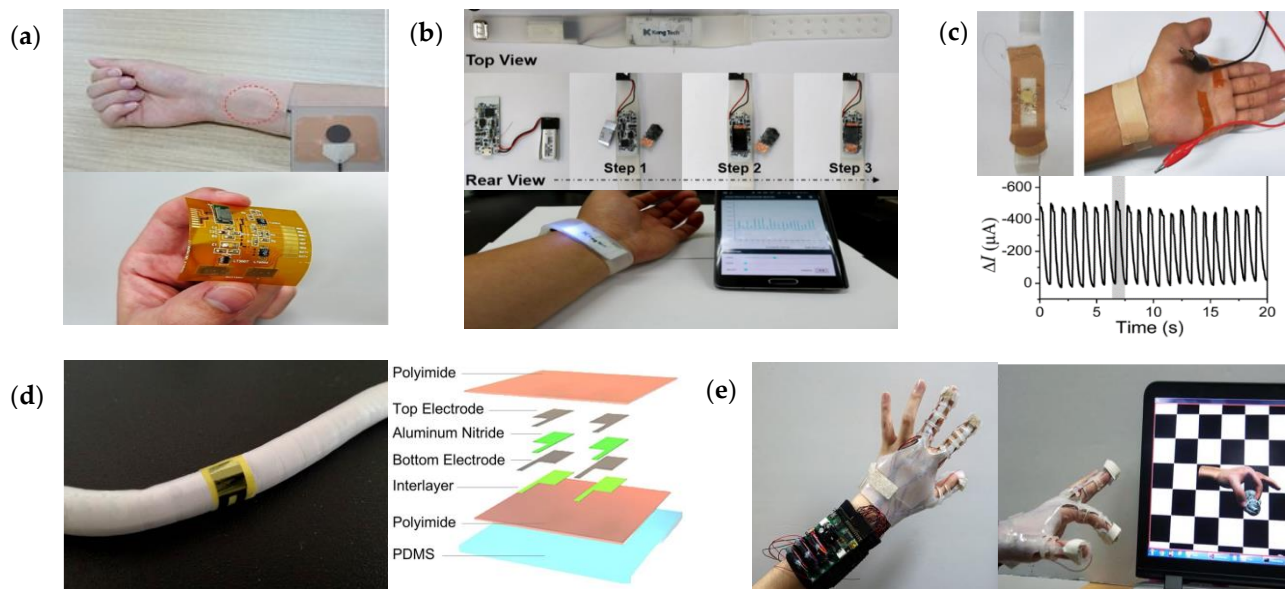 (a)
(b)
Kang Tech
Top View
Step 1
Step 2
Step 3
Rear View
(c)
-600
-400
-200
0
ΔI (μA)
0
5
10
15
20
Time (s)
(d)
Polyimide
Top Electrode
Aluminum Nitride
Bottom Electrode
Interlayer
Polyimide
PDMS
(e)